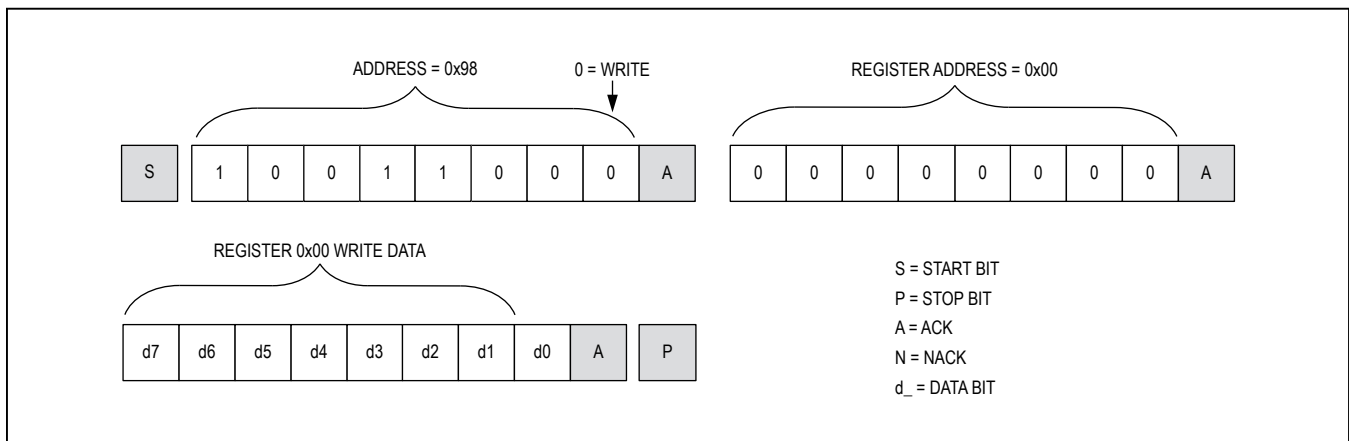 ADDRESS = 0x98 0 = WRITE REGISTER ADDRESS = 0x00
S 1 0 0 1 1 0 0 0 A 0 0 0 0 0 0 0 0 A
REGISTER 0x00 WRITE DATA
d7 d6 d5 d4 d3 d2 d1 d0 A P
S = START BIT
P = STOP BIT
A = ACK
N = NACK
d_ = DATA BIT